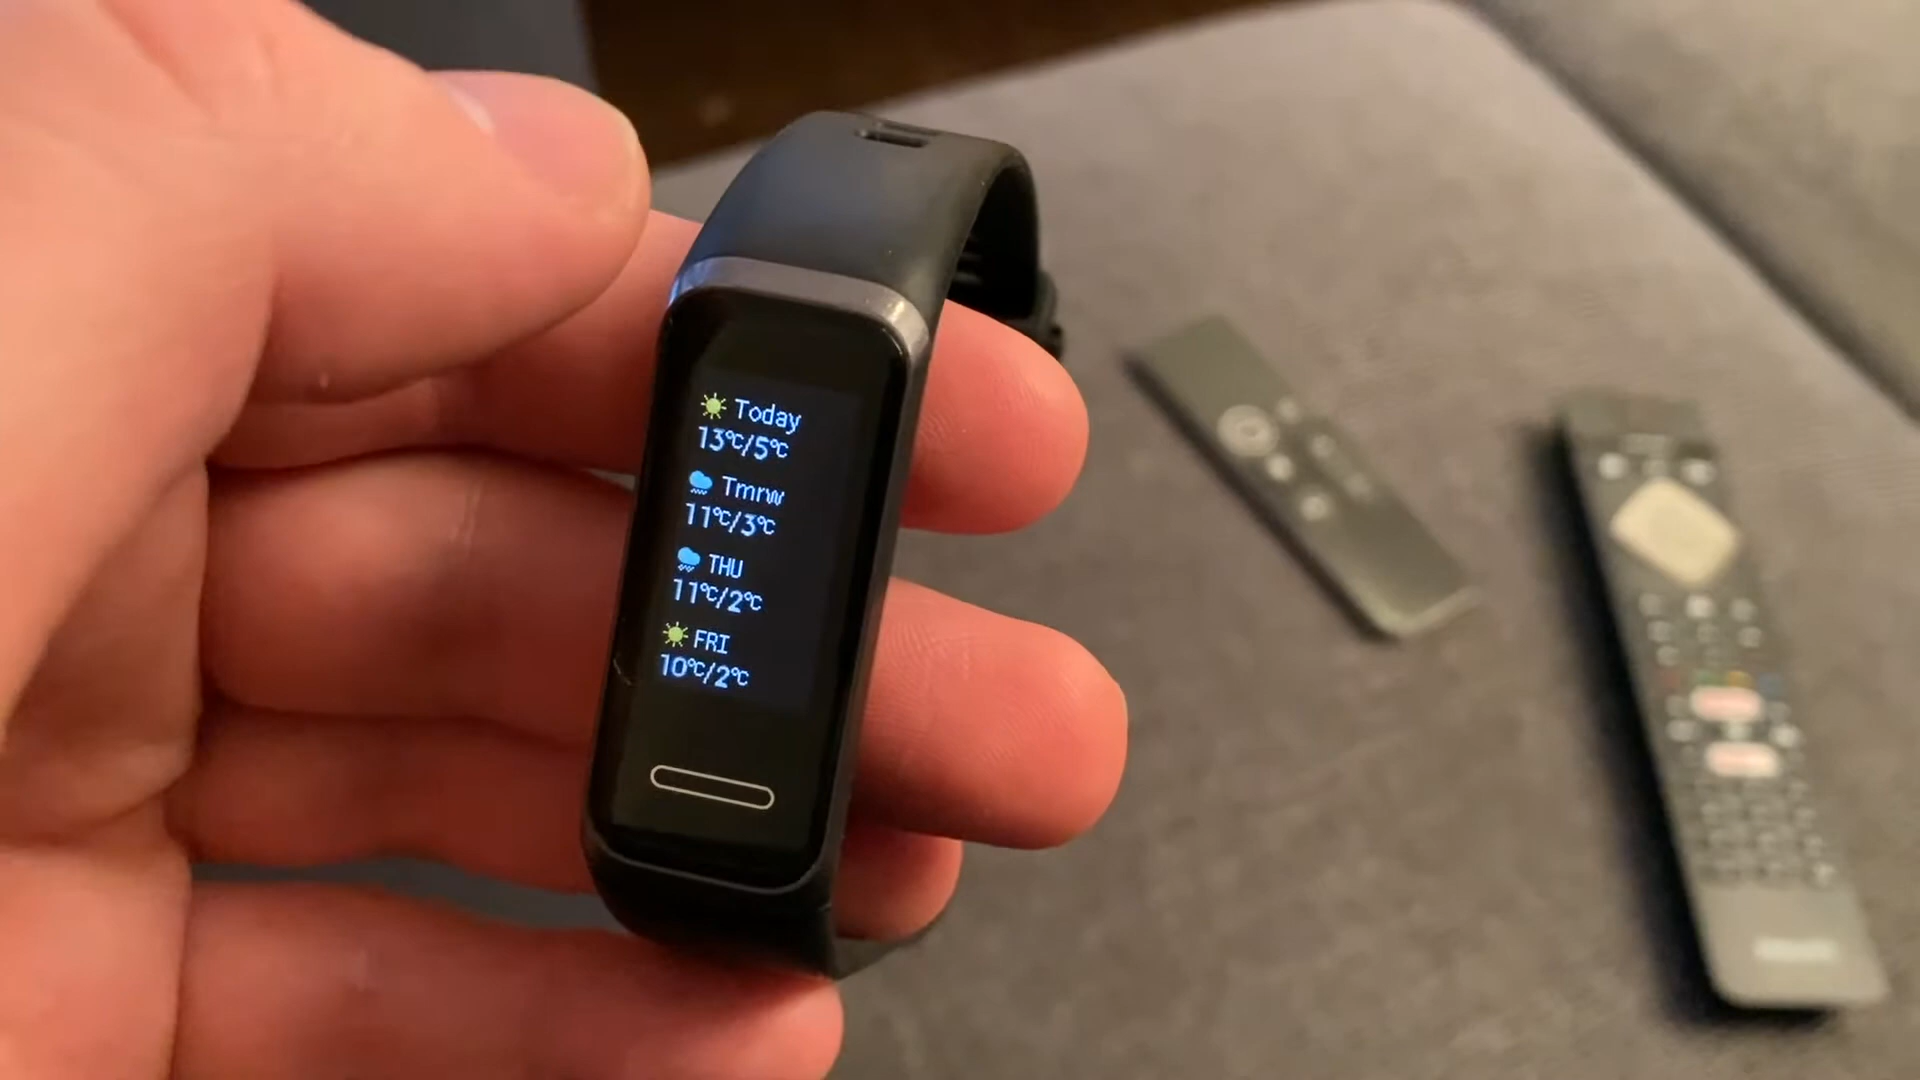 Today
13℃/5℃
Tmrw
11℃/3℃
THU
11℃/2℃
FRI
10℃/2℃